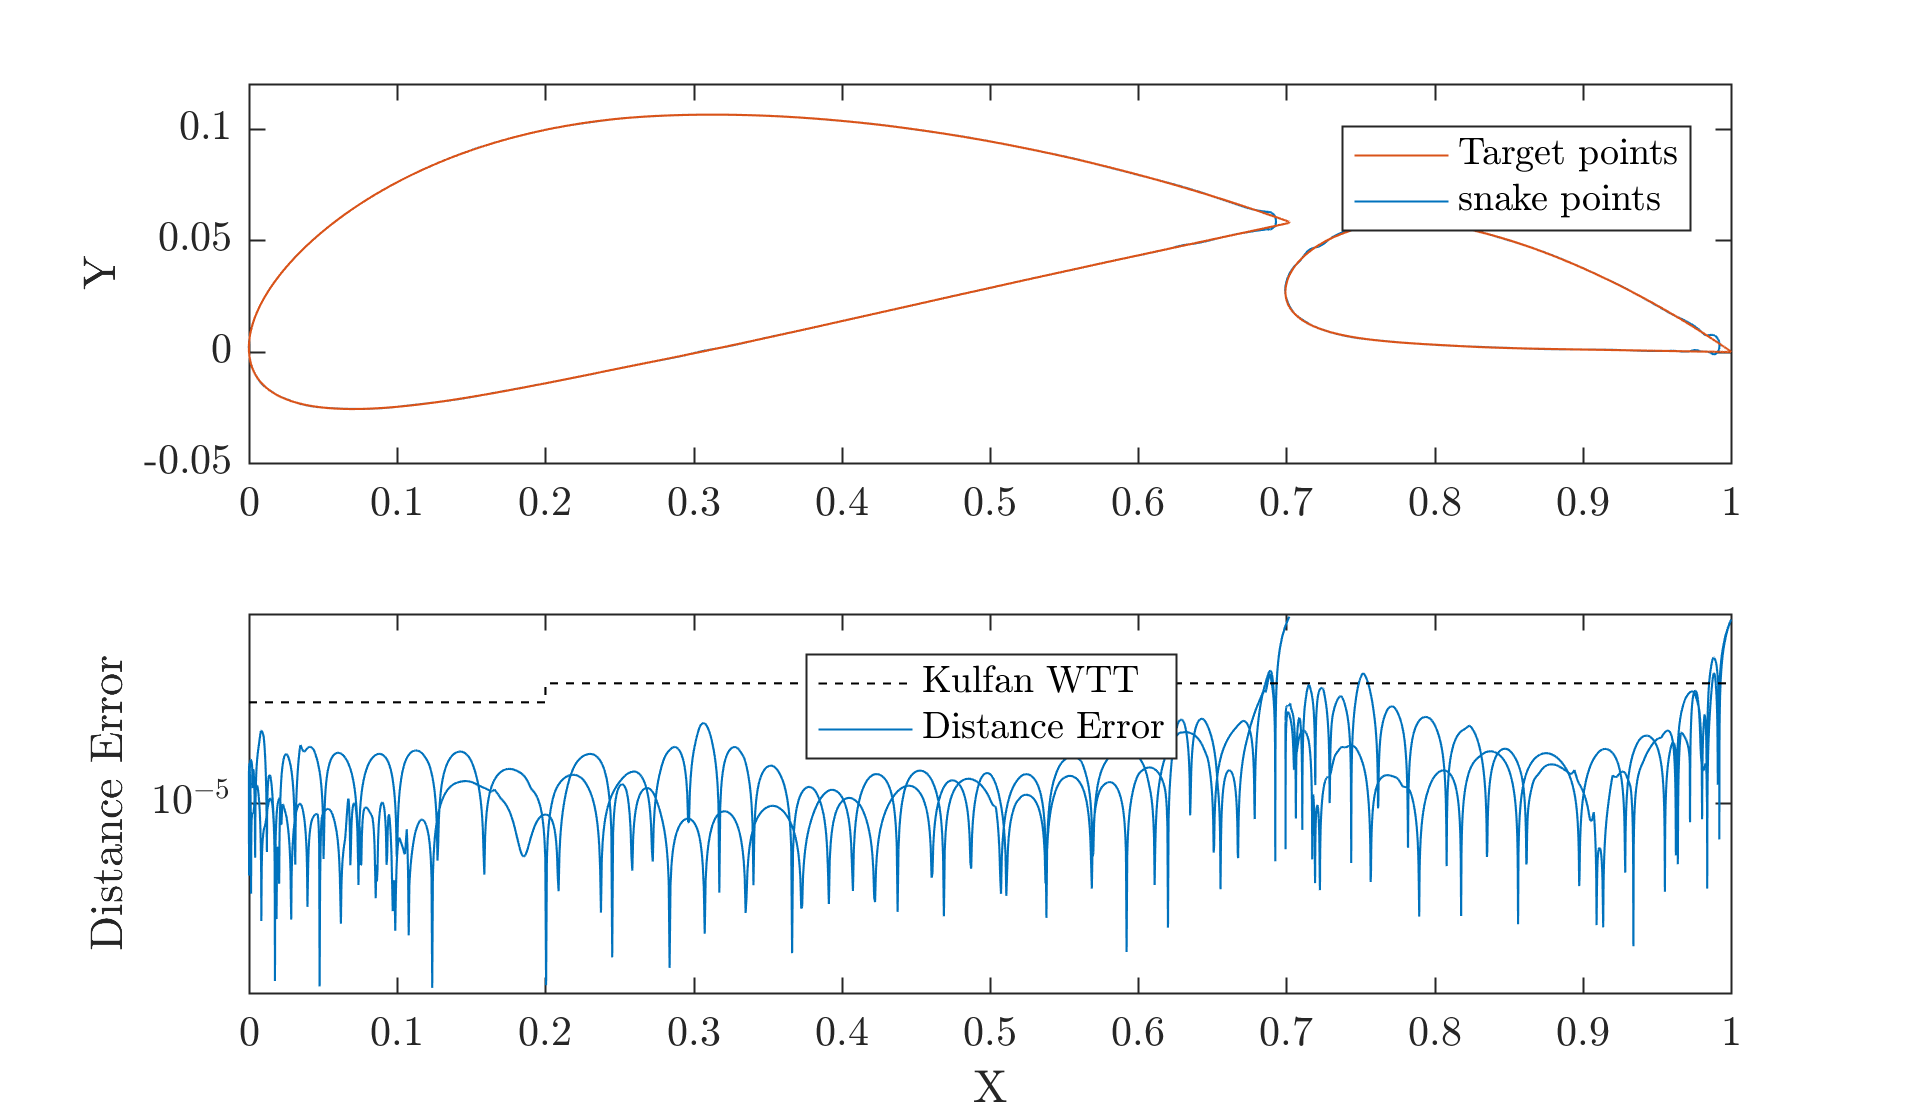 0.1
0.05
0
-0.05
Y
Target points
snake points
0 0.1 0.2 0.3 0.4 0.5 0.6 0.7 0.8 0.9 1
Kulfan WTT
Distance Error
10⁻⁵
Distance Error
0 0.1 0.2 0.3 0.4 0.5 0.6 0.7 0.8 0.9 1
X